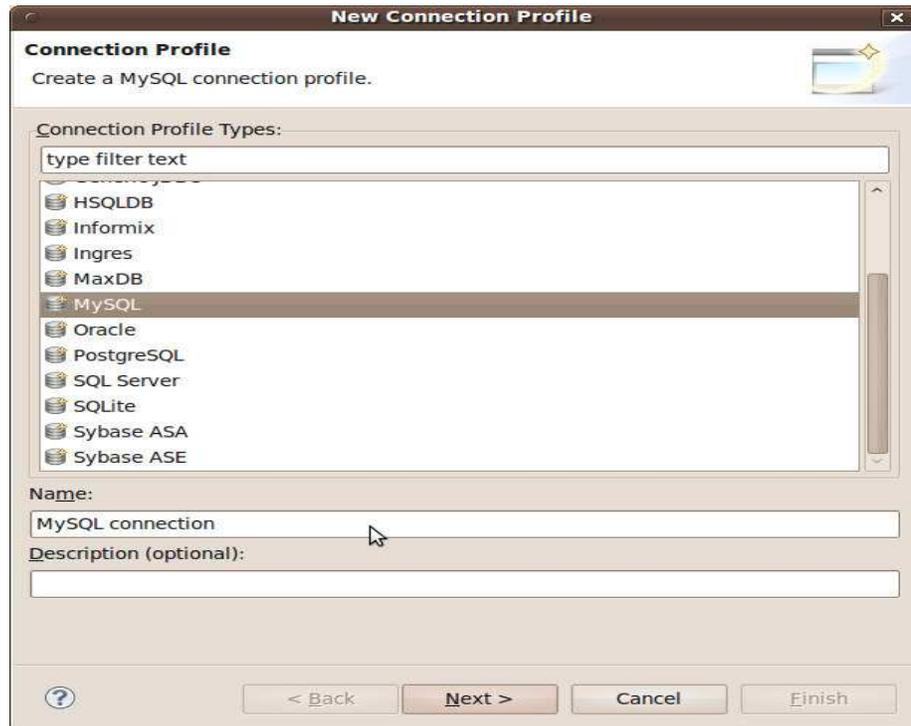 New Connection Profile
Connection Profile
Create a MySQL connection profile.
Connection Profile Types:
type filter text
HSQLDB
Informix
Ingres
MaxDB
MySQL
Oracle
PostgreSQL
SQL Server
SQLite
Sybase ASA
Sybase ASE
Name:
MySQL connection
Description (optional):
? < Back Next > Cancel Finish